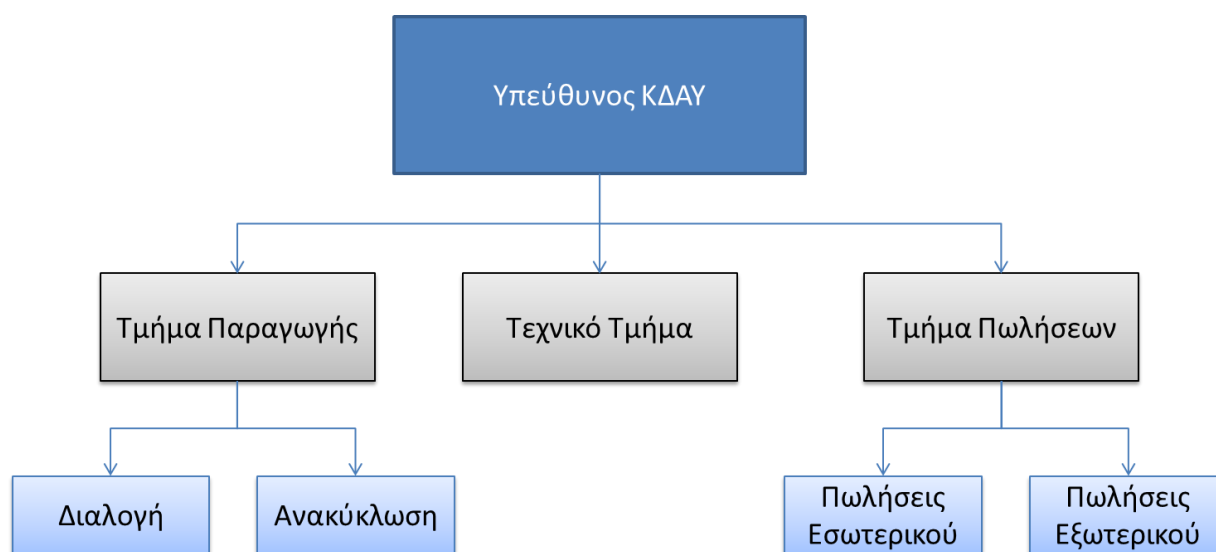 Υπεύθυνος ΚΔΑΥ
Τμήμα Παραγωγής
Τεχνικό Τμήμα
Τμήμα Πωλήσεων
Διαλογή
Ανακύκλωση
Πωλήσεις
Εσωτερικού
Πωλήσεις
Εξωτερικού